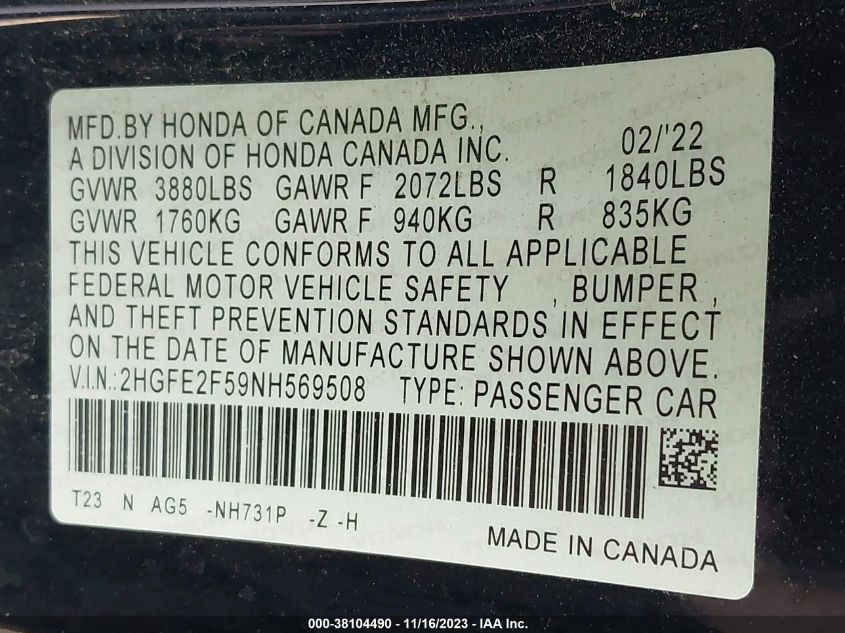 MFD.BY HONDA OF CANADA MFG.,
A DIVISION OF HONDA CANADA INC. 02/'22
GVWR 3880LBS GAWR F 2072LBS R 1840LBS
GVWR 1760KG GAWR F 940KG R 835KG
THIS VEHICLE CONFORMS TO ALL APPLICABLE
FEDERAL MOTOR VEHICLE SAFETY , BUMPER ,
AND THEFT PREVENTION STANDARDS IN EFFECT
ON THE DATE OF MANUFACTURE SHOWN ABOVE.
V.I.N.:2HGFE2F59NH569508 TYPE: PASSENGER CAR
T23 N AG5 -NH731P -Z -H
MADE IN CANADA
000-38104490 - 11/16/2023 - IAA Inc.